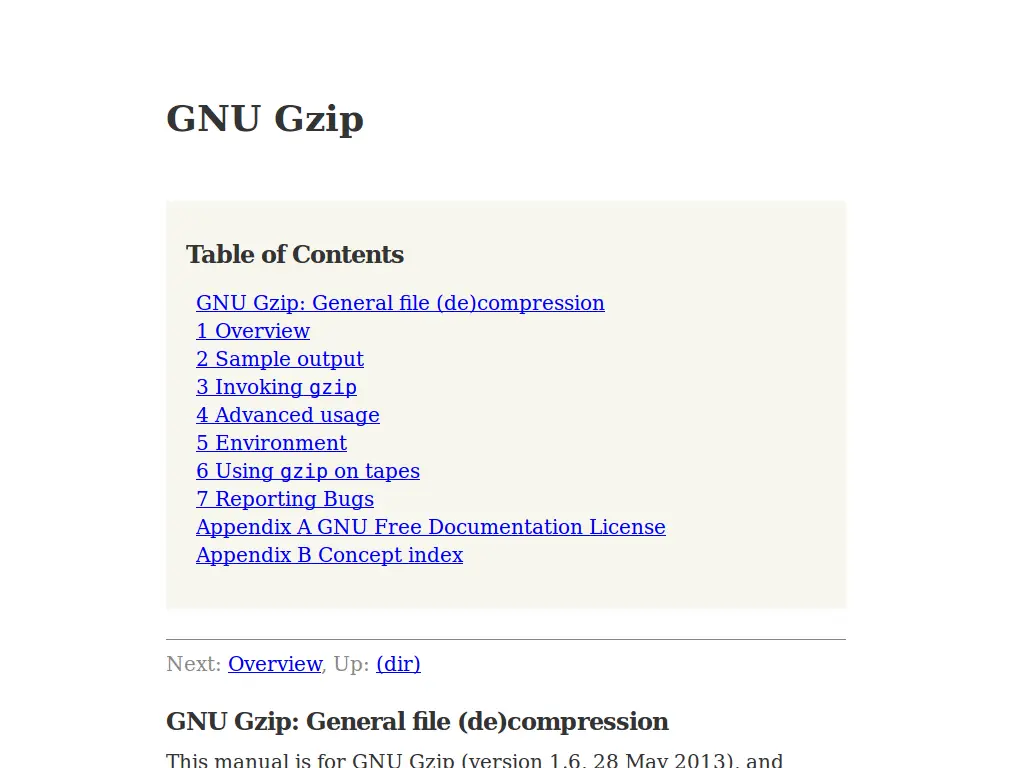 GNU Gzip
Table of Contents
GNU Gzip: General file (de)compression
1 Overview
2 Sample output
3 Invoking gzip
4 Advanced usage
5 Environment
6 Using gzip on tapes
7 Reporting Bugs
Appendix A GNU Free Documentation License
Appendix B Concept index
Next: Overview, Up: (dir)
GNU Gzip: General file (de)compression
This manual is for GNU Gzip (version 1.6, 28 May 2013), and